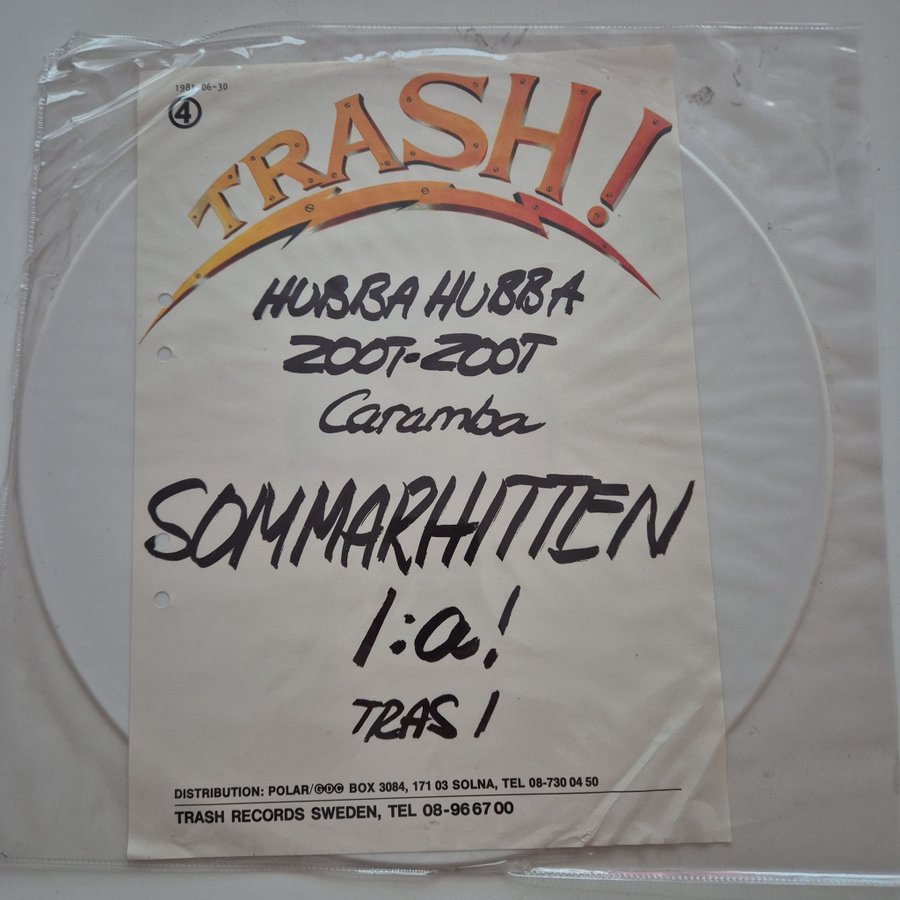 1981-06-30
4
TRASH!
HUBBA HUBBA
ZOOT-ZOOT
Caramba
SOMMARHITTEN
1:a!
TRAS 1
DISTRIBUTION: POLAR/GDC BOX 3084, 171 03 SOLNA, TEL 08-730 04 50
TRASH RECORDS SWEDEN, TEL 08-96 67 00